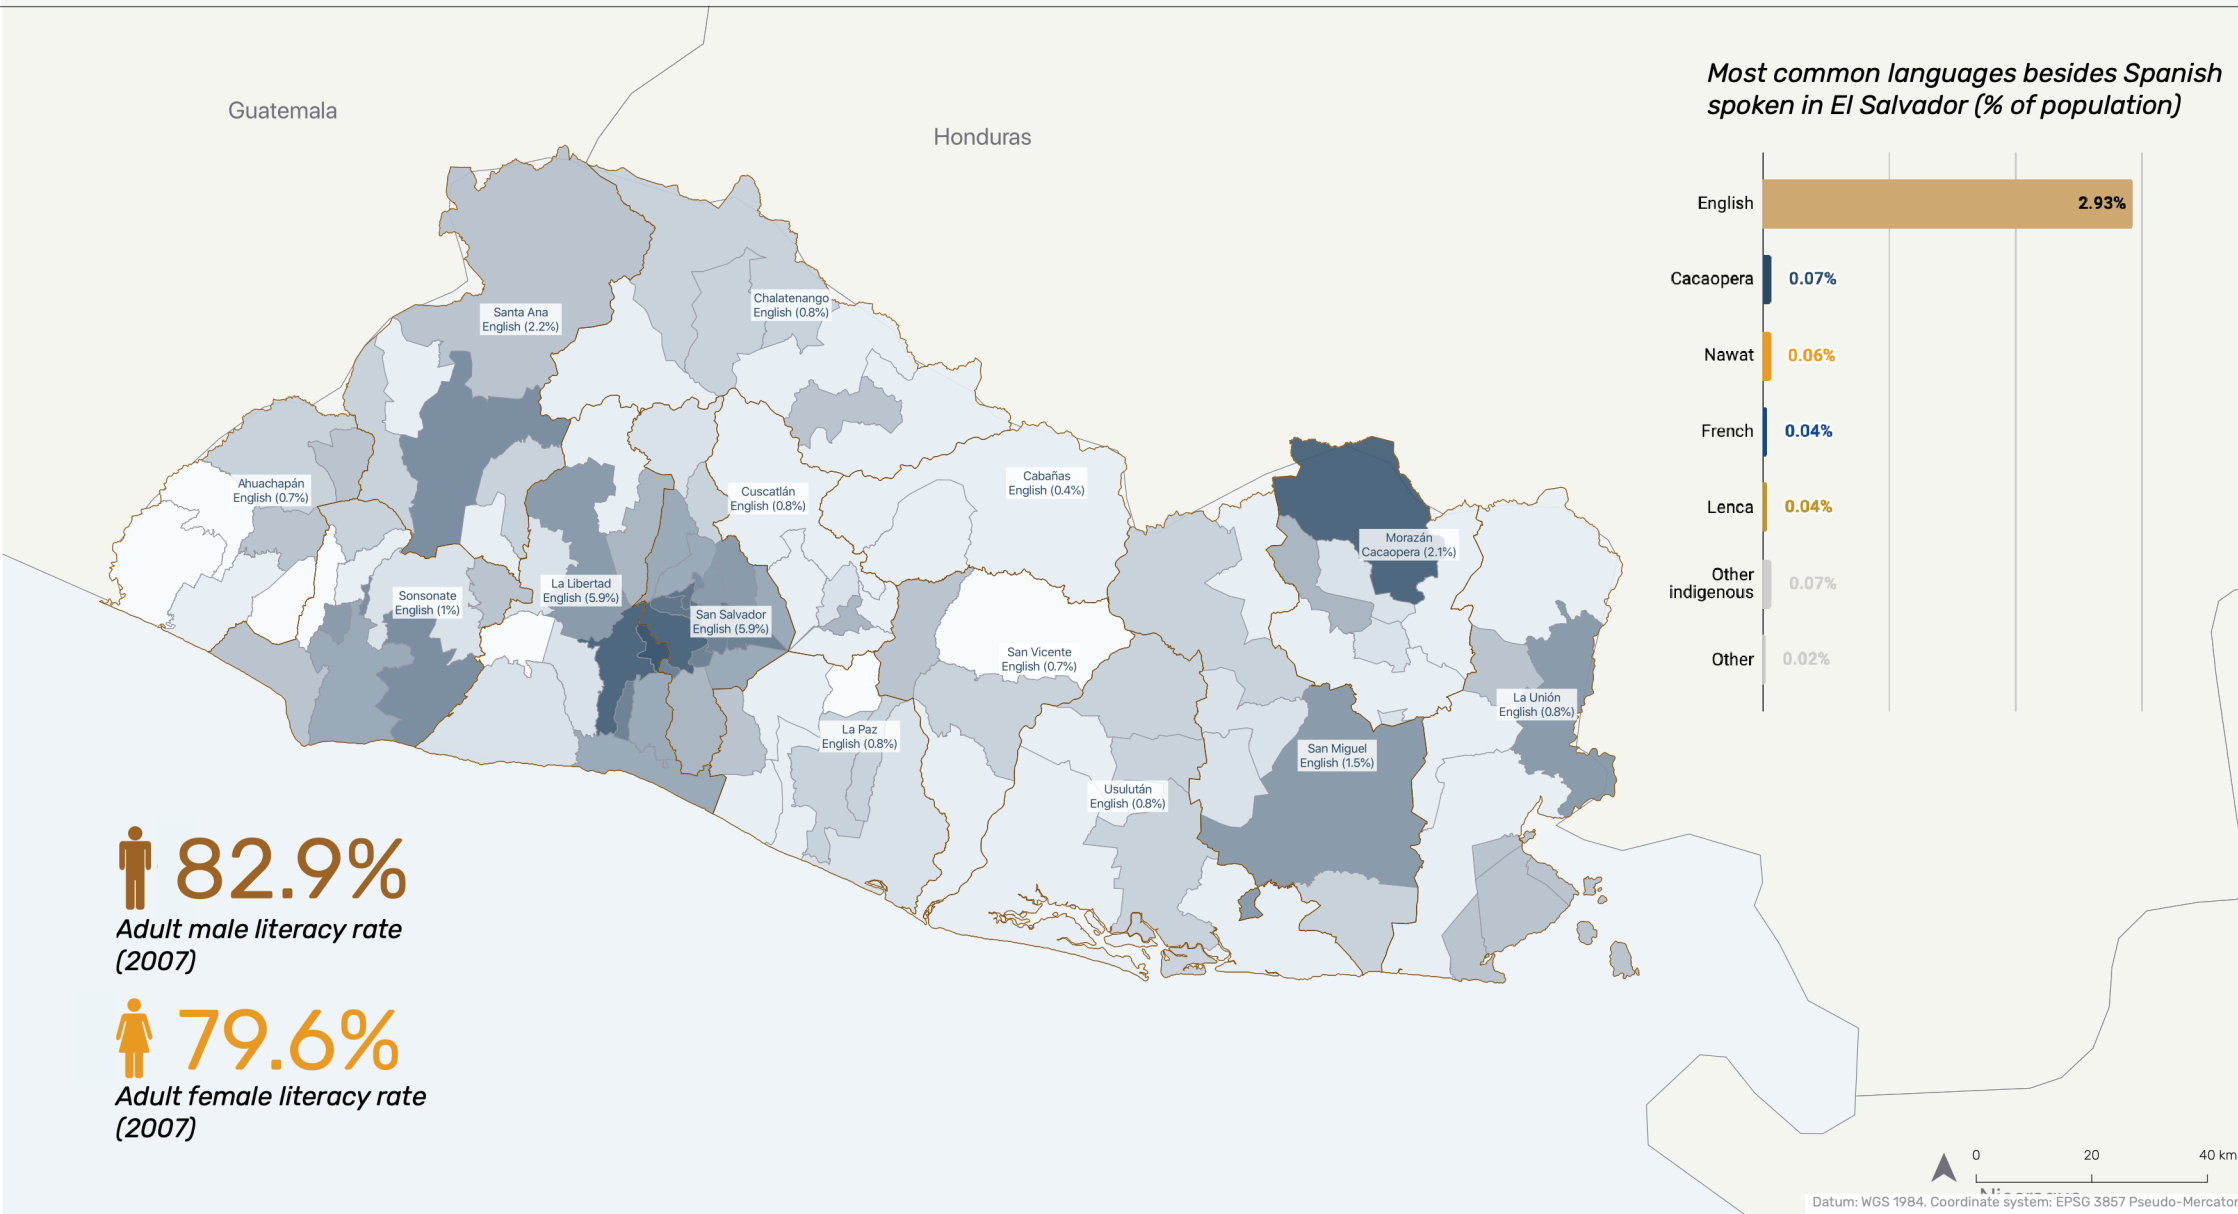 Guatemala
Honduras
Most common languages besides Spanish
spoken in El Salvador (% of population)
English
2.93%
Cacaopera
0.07%
Nawat
0.06%
French
0.04%
Lenca
0.04%
Other
indigenous
0.07%
Other
0.02%
Santa Ana
English (2.2%)
Chalatenango
English (0.8%)
Ahuachapán
English (0.7%)
Cuscatlán
English (0.8%)
Cabañas
English (0.4%)
Morazán
Cacaopera (2.1%)
Sonsonate
English (1%)
La Libertad
English (5.9%)
San Salvador
English (5.9%)
San Vicente
English (0.7%)
La Unión
English (0.8%)
La Paz
English (0.8%)
San Miguel
English (1.5%)
Usulután
English (0.8%)
82.9%
Adult male literacy rate
(2007)
79.6%
Adult female literacy rate
(2007)
0 20 40 km
Datum: WGS 1984. Coordinate system: EPSG 3857 Pseudo-Mercator